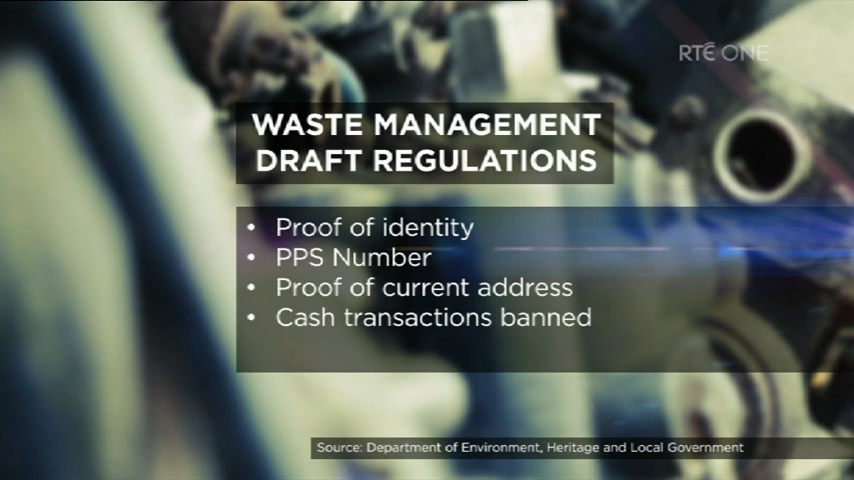 RTÉ ONE
WASTE MANAGEMENT
DRAFT REGULATIONS
• Proof of identity
• PPS Number
• Proof of current address
• Cash transactions banned
Source: Department of Environment, Heritage and Local Government